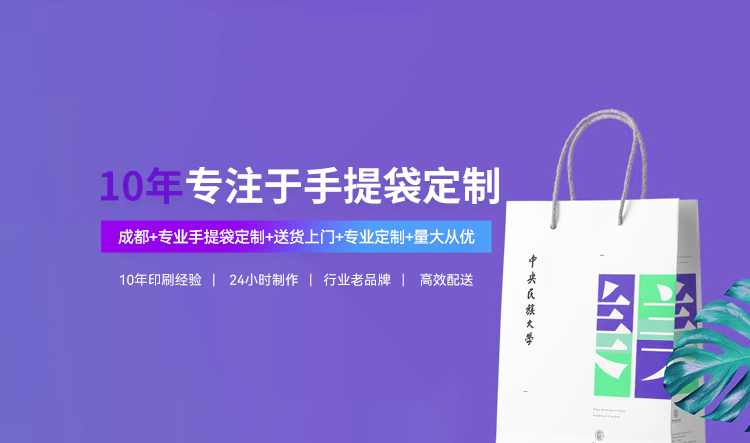 10年专注于手提袋定制
成都+专业手提袋定制+送货上门+专业定制+量大从优
10年印刷经验 | 24小时制作 | 行业老品牌 | 高效配送
中央民族大学